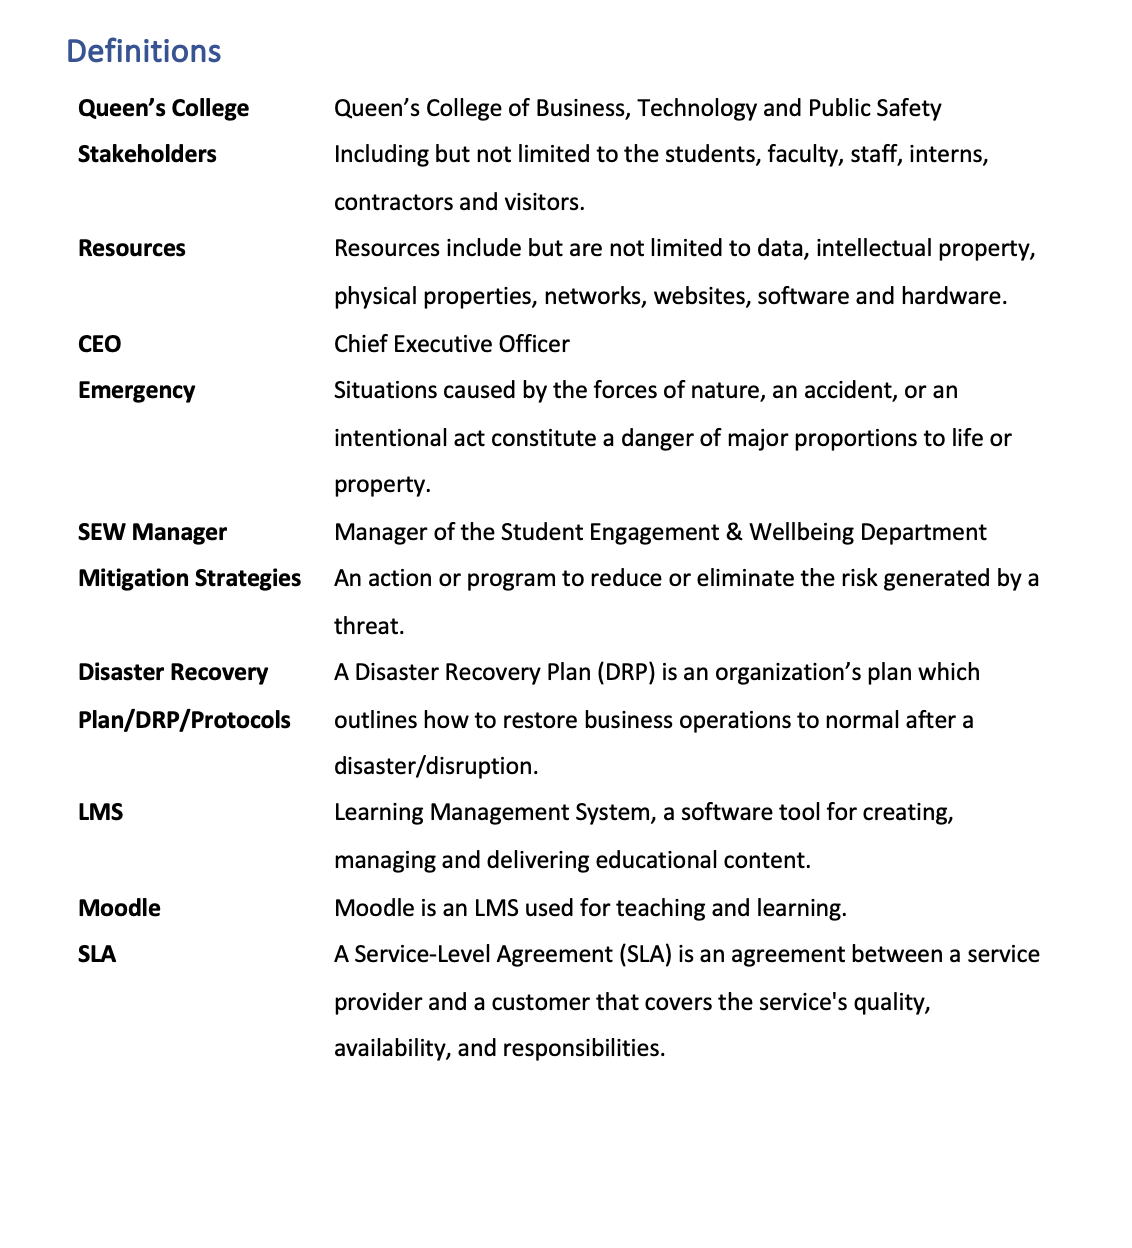 Definitions
Queen’s College Queen’s College of Business, Technology and Public Safety
Stakeholders Including but not limited to the students, faculty, staff, interns,
contractors and visitors.
Resources Resources include but are not limited to data, intellectual property,
physical properties, networks, websites, software and hardware.
CEO Chief Executive Officer
Emergency Situations caused by the forces of nature, an accident, or an
intentional act constitute a danger of major proportions to life or
property.
SEW Manager Manager of the Student Engagement & Wellbeing Department
Mitigation Strategies An action or program to reduce or eliminate the risk generated by a
threat.
Disaster Recovery A Disaster Recovery Plan (DRP) is an organization’s plan which
Plan/DRP/Protocols outlines how to restore business operations to normal after a
disaster/disruption.
LMS Learning Management System, a software tool for creating,
managing and delivering educational content.
Moodle Moodle is an LMS used for teaching and learning.
SLA A Service-Level Agreement (SLA) is an agreement between a service
provider and a customer that covers the service's quality,
availability, and responsibilities.